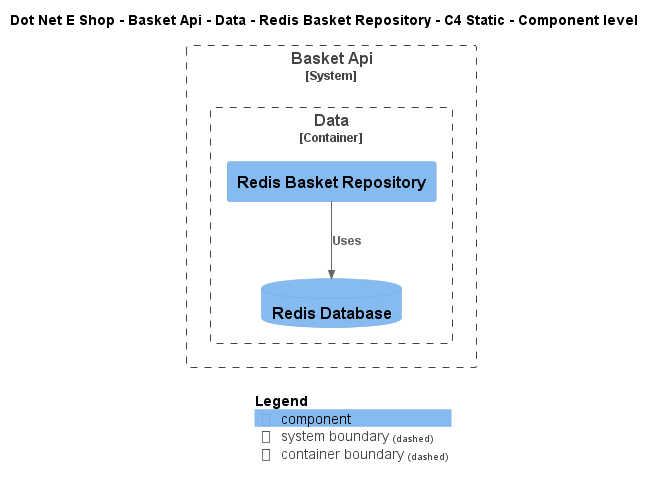 Dot Net E Shop - Basket Api - Data - Redis Basket Repository - C4 Static - Component level
Basket Api
[System]
Data
[Container]
Redis Basket Repository
Uses
Redis Database
Legend
component
system boundary (dashed)
container boundary (dashed)